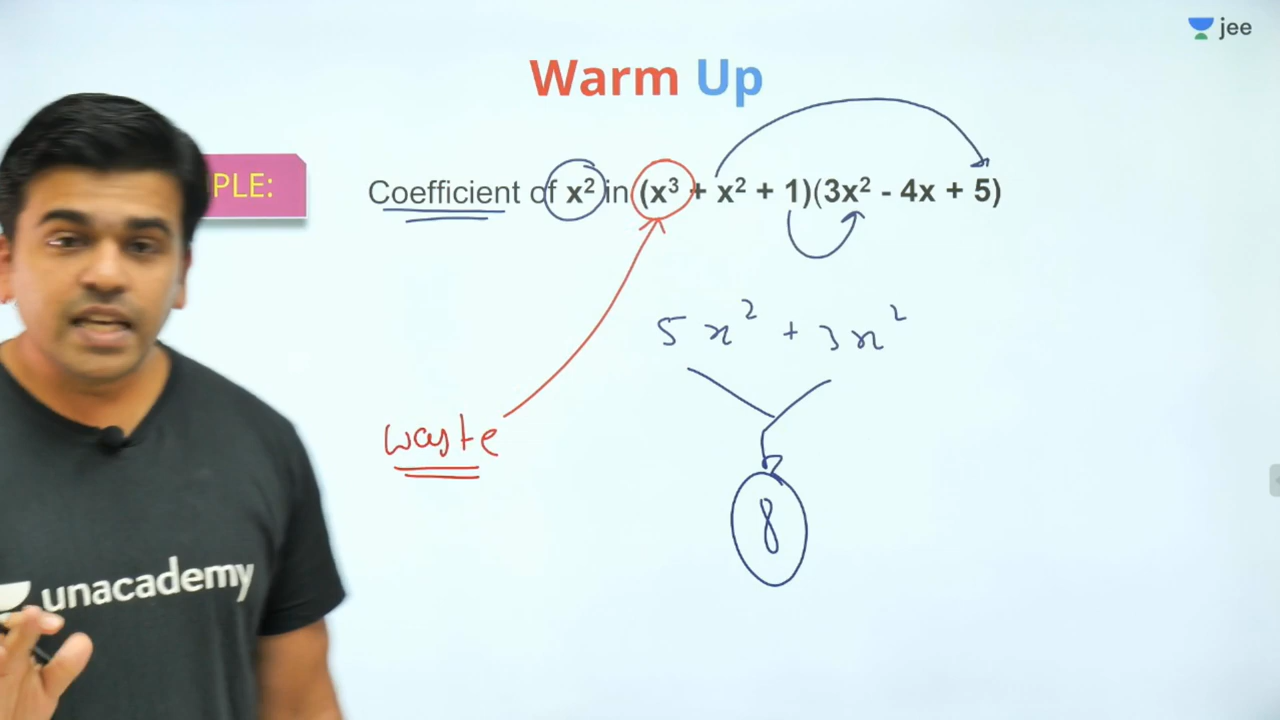 jee
Warm Up
PLE:
Coefficient of x² in (x³ + x² + 1)(3x² - 4x + 5)
5x² + 3x²
waste
8
unacademy